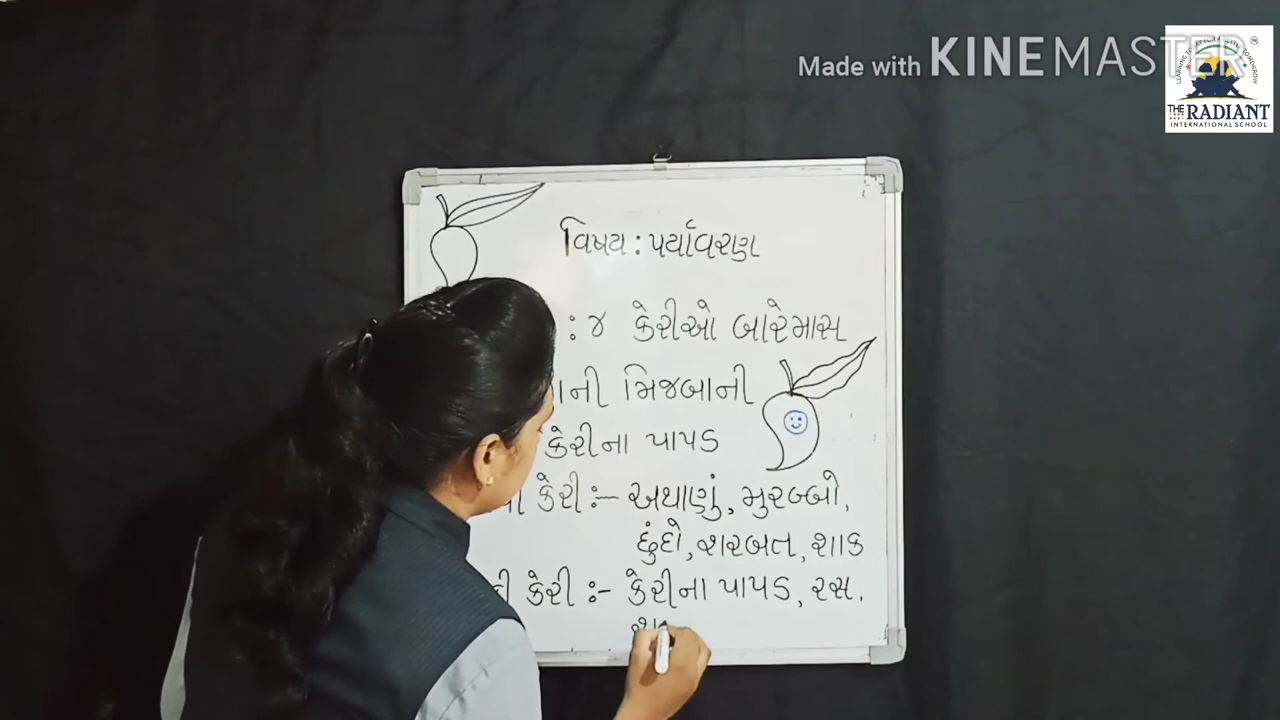 Made with KINEMASTER
THE RADIANT
INTERNATIONAL SCHOOL
વિષય : પર્યાવરણ
: ૪ કેરીઓ બારેમાસ
મિજબાની
કેરીના પાપડ
કેરી :- અથાણું, મુરબ્બો,
છુંદો, શરબત, શાક
કેરી :- કેરીના પાપડ, રસ.